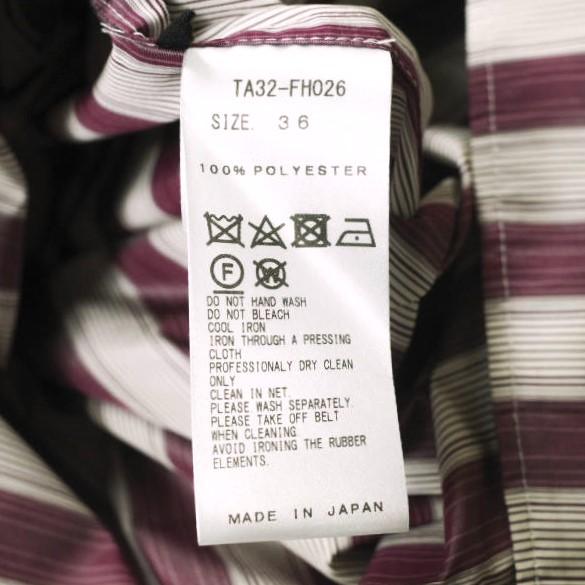 TA32-FH026
SIZE. 36
100% POLYESTER
F W
DO NOT HAND WASH
DO NOT BLEACH
COOL IRON
IRON THROUGH A PRESSING
CLOTH
PROFESSIONALY DRY CLEAN
ONLY
CLEAN IN NET.
PLEASE WASH SEPARATELY.
PLEASE TAKE OFF BELT
WHEN CLEANING
AVOID IRONING THE RUBBER
ELEMENTS.
MADE IN JAPAN